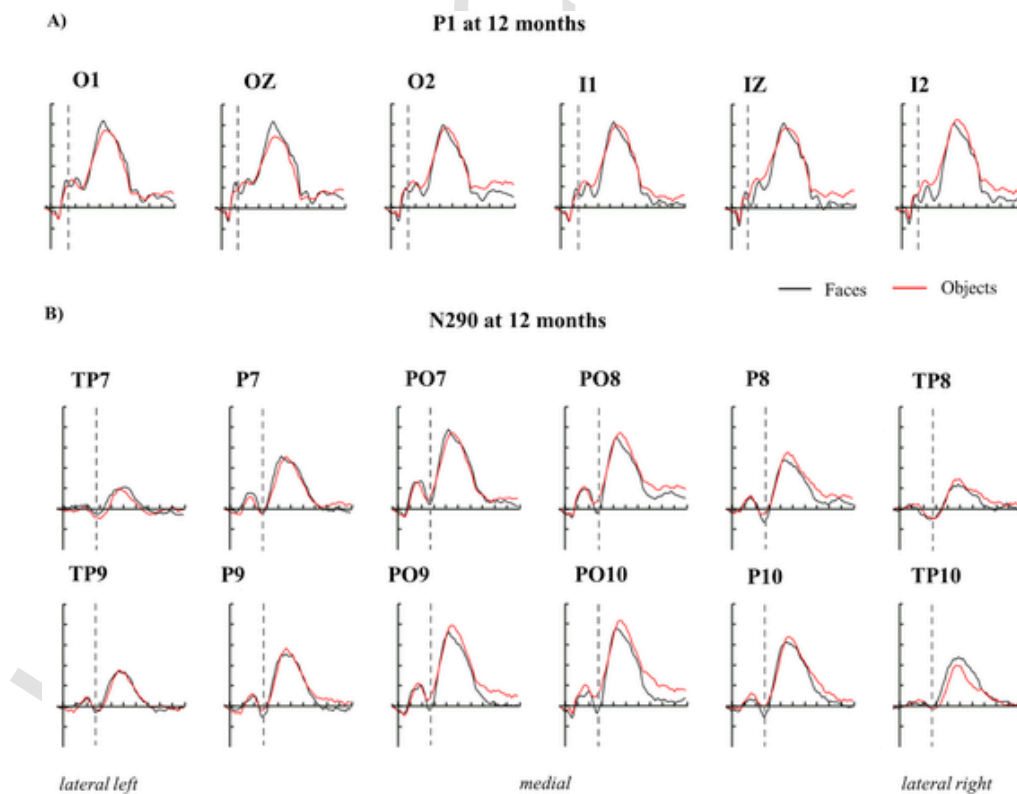 A)
P1 at 12 months
O1 OZ O2 I1 IZ I2
Faces Objects
B)
N290 at 12 months
TP7 P7 PO7 PO8 P8 TP8
TP9 P9 PO9 PO10 P10 TP10
lateral left medial lateral right